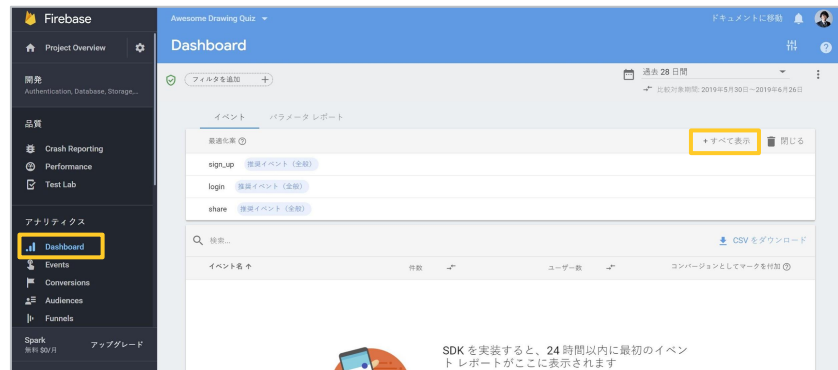 Firebase
Awesome Drawing Quiz
ドキュメントに移動
Project Overview
Dashboard
開発
Authentication, Database, Storage,...
フィルタを追加
過去 28 日間
比較対象期間: 2019年5月30日～2019年6月26日
品質
Crash Reporting
Performance
Test Lab
イベント パラメータ レポート
最適化案
+ すべて表示 閉じる
sign_up 推奨イベント（全般）
login 推奨イベント（全般）
share 推奨イベント（全般）
アナリティクス
Dashboard
Events
Conversions
Audiences
Funnels
検索...
CSV をダウンロード
イベント名 件数 ユーザー数 コンバージョンとしてマークを付加
Spark
無料 $0/月
アップグレード
SDK を実装すると、24 時間以内に最初のイベン
ト レポートがここに表示されます